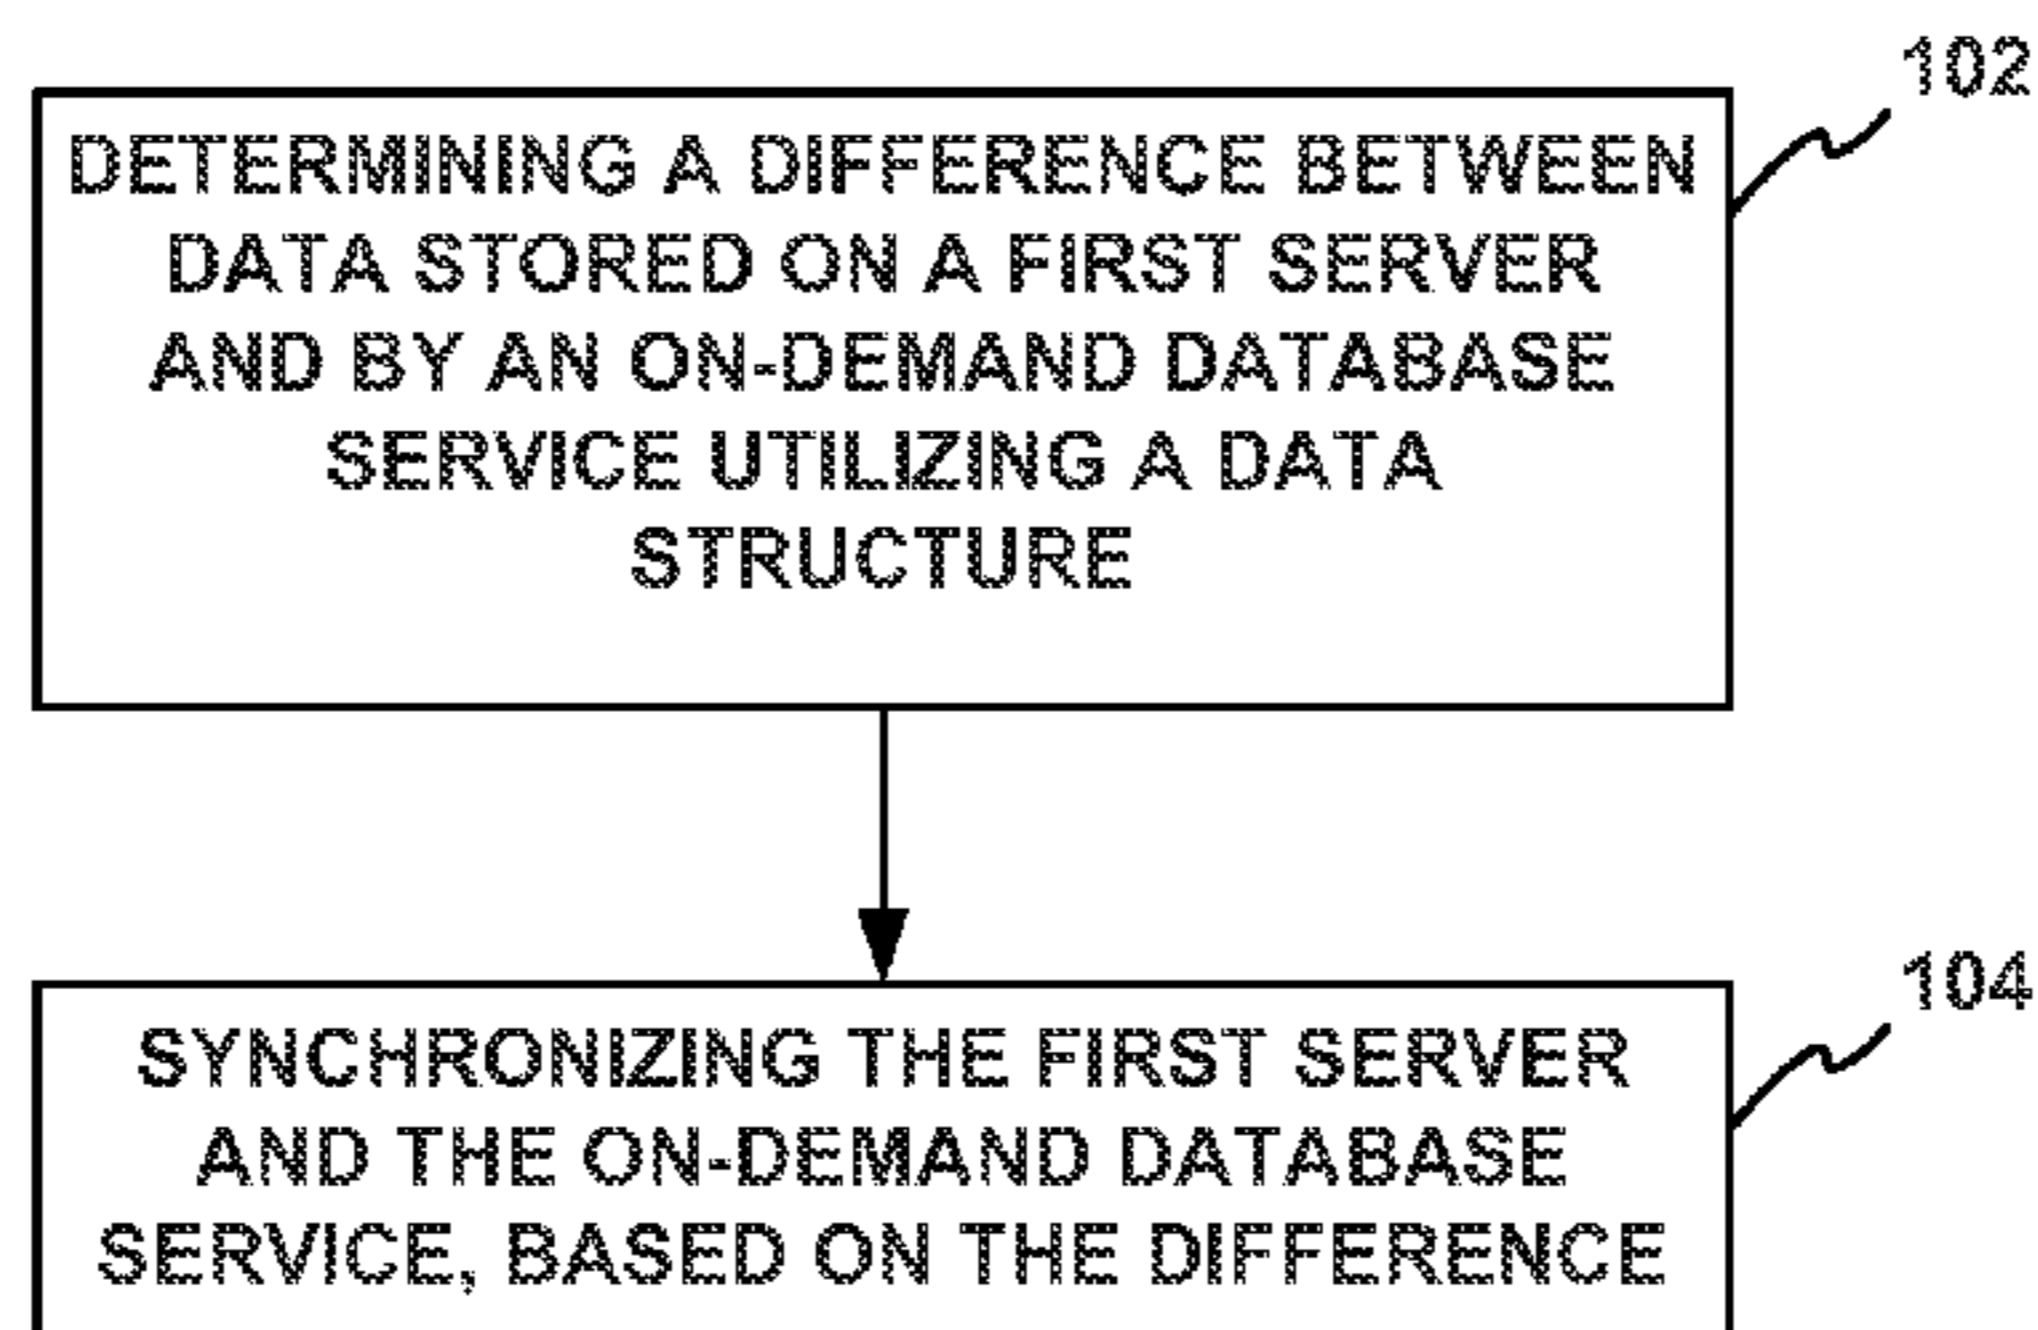 102
DETERMINING A DIFFERENCE BETWEEN
DATA STORED ON A FIRST SERVER
AND BY AN ON-DEMAND DATABASE
SERVICE UTILIZING A DATA
STRUCTURE
104
SYNCHRONIZING THE FIRST SERVER
AND THE ON-DEMAND DATABASE
SERVICE, BASED ON THE DIFFERENCE